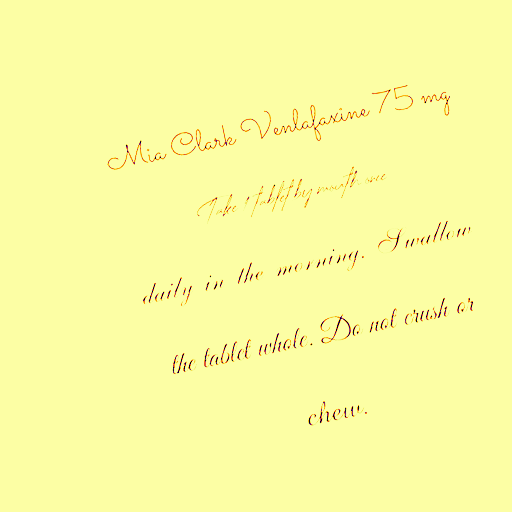 Mia Clark Venlafaxine 75 mg
Take 1 tablet by mouth once
daily in the morning. Swallow
the tablet whole. Do not crush or
chew.